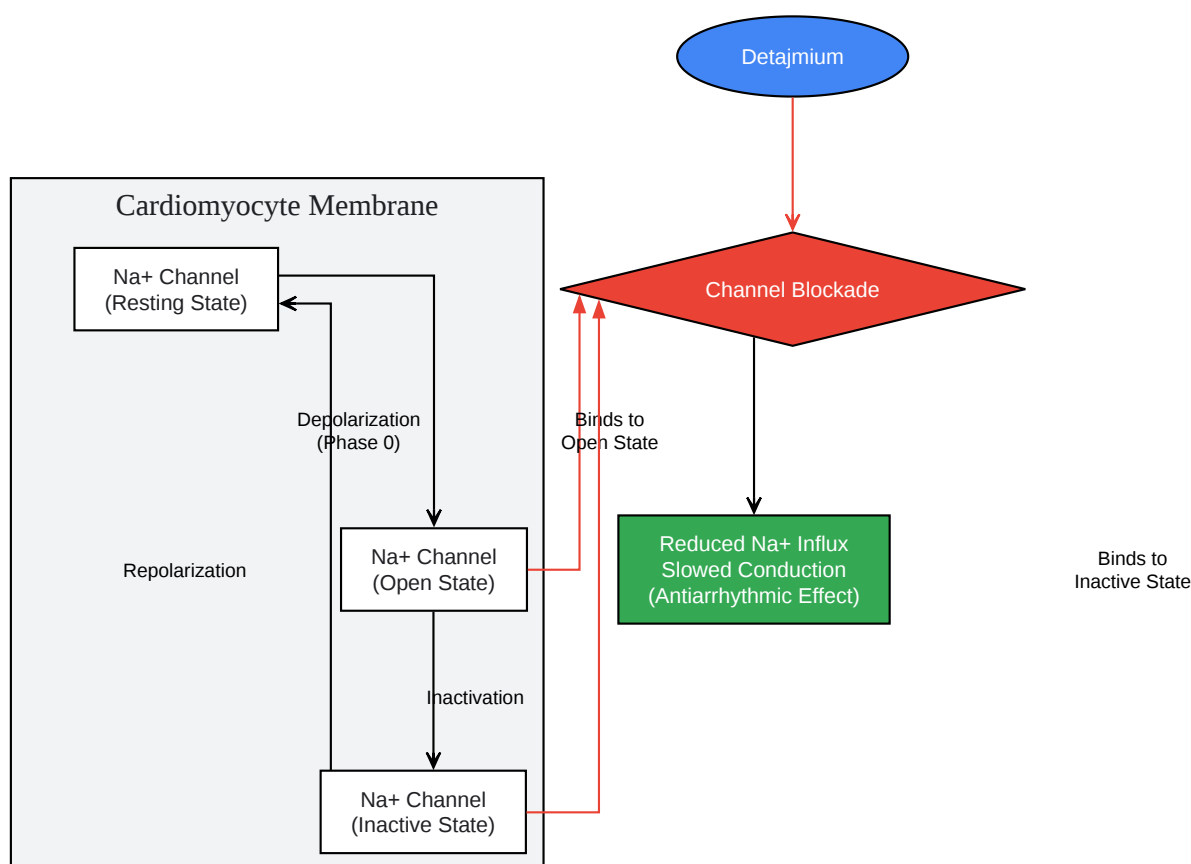 Detajmium
Cardiomyocyte Membrane
Na+ Channel
(Resting State)
Channel Blockade
Depolarization
(Phase 0)
Binds to
Open State
Na+ Channel
(Open State)
Repolarization
Reduced Na+ Influx
Slowed Conduction
(Antiarrhythmic Effect)
Binds to
Inactive State
Inactivation
Na+ Channel
(Inactive State)